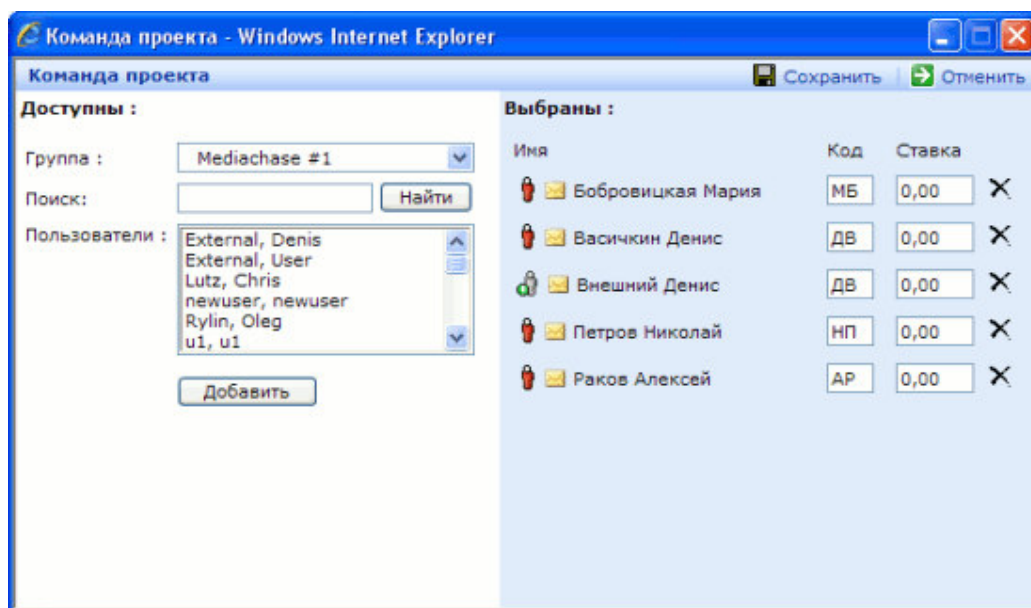 Команда проекта - Windows Internet Explorer
Команда проекта
Сохранить
Отменить
Доступны :
Группа :
Mediachase #1
Поиск:
Найти
Пользователи :
External, Denis
External, User
Lutz, Chris
newuser, newuser
Rylin, Oleg
u1, u1
Добавить
Выбраны :
Имя Код Ставка
Бобровицкая Мария МБ 0,00
Васичкин Денис ДВ 0,00
Внешний Денис ДВ 0,00
Петров Николай НП 0,00
Раков Алексей АР 0,00